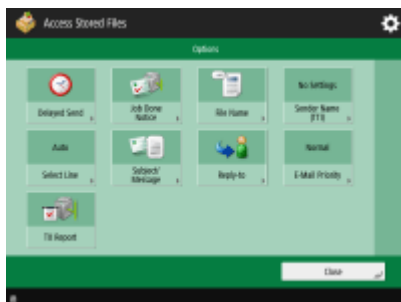 Access Stored Files
Options
Delayed Send
Job Done
Notice
File Name
No Settings
Sender Name
(TTI)
Auto
Select Line
Subject/
Message
Reply-to
Normal
E-Mail Priority
TX Report
Close